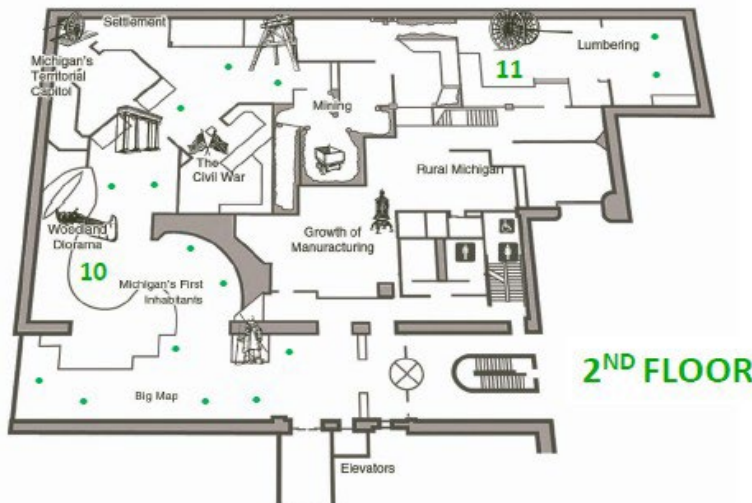 Settlement
Lumbering
Michigan's
Territorial
Capitol
11
Mining
The
Civil War
Rural Michigan
Woodland
Diorama
Growth of
Manuracturing
10
Michigan's First
Inhabitants
2ND FLOOR
Big Map
Elevators